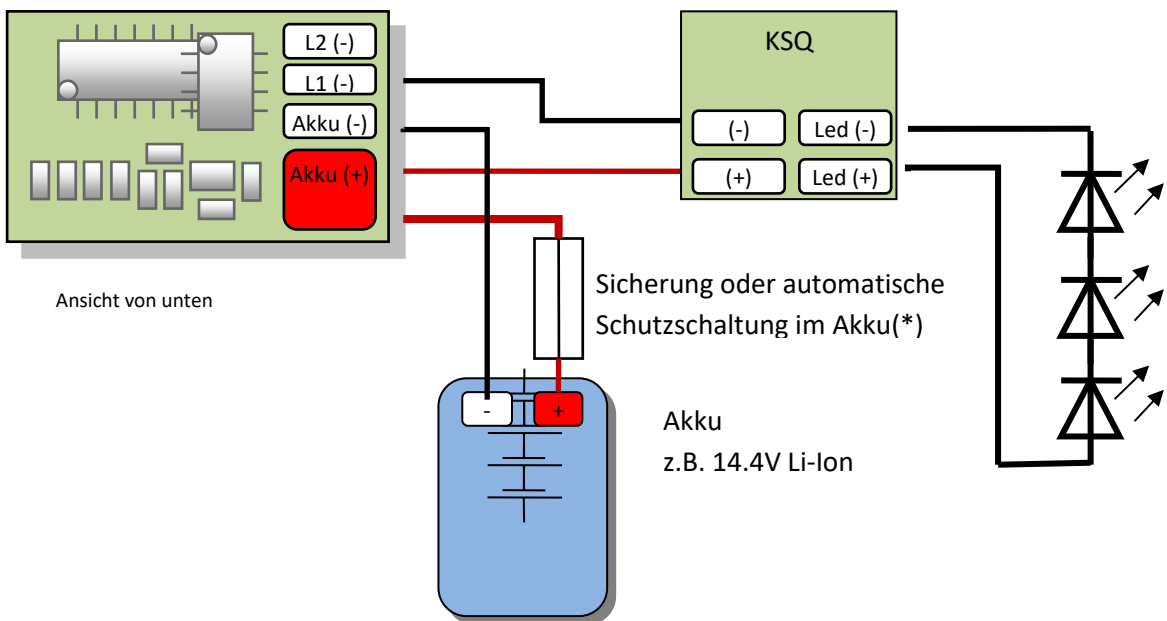 L2 (-)
L1 (-)
Akku (-)
Akku (+)
KSQ
(-)
Led (-)
(+)
Led (+)
Ansicht von unten
Sicherung oder automatische
Schutzschaltung im Akku(*)
-
+
Akku
z.B. 14.4V Li-Ion